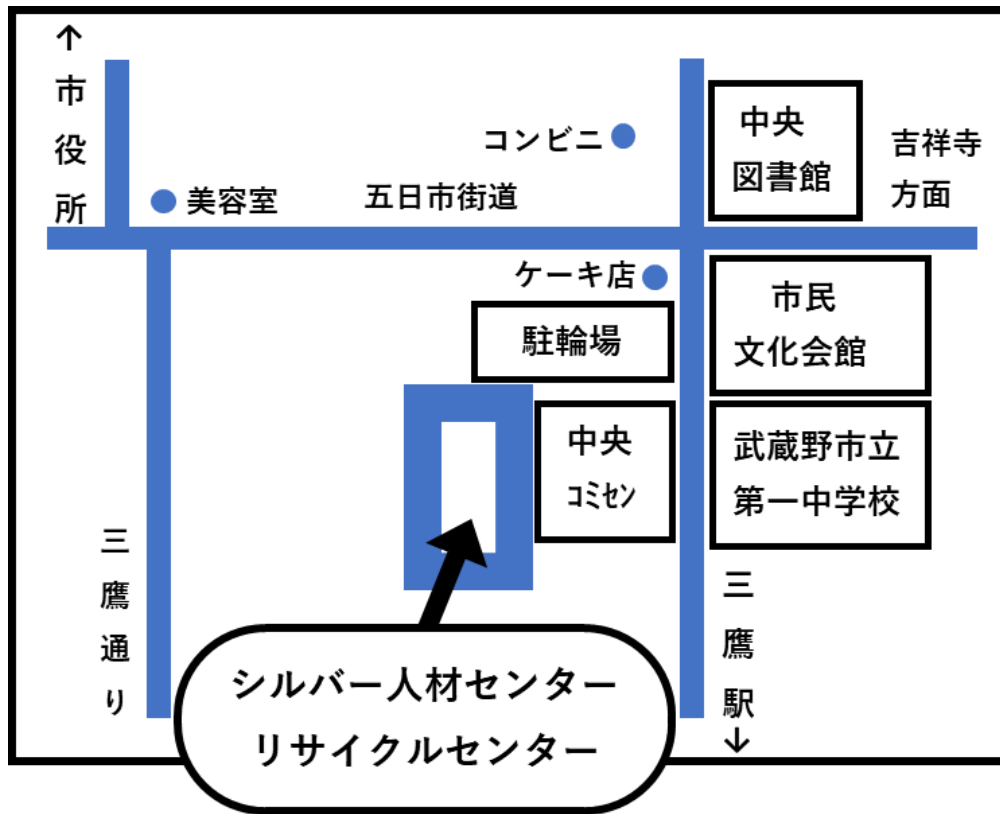 ↑市役所
コンビニ
中央
図書館
吉祥寺
方面
美容室
五日市街道
ケーキ店
市民
文化会館
駐輪場
中央
ｺﾐｾﾝ
武蔵野市立
第一中学校
三鷹通り
三鷹駅↓
シルバー人材センター
リサイクルセンター